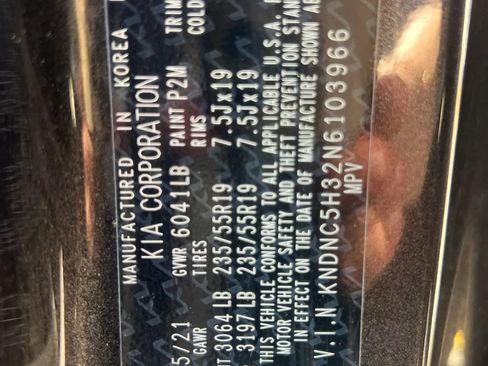 MANUFACTURED IN KOREA
KIA CORPORATION
5/21 GVWR 6041LB PAINT P2M TRIM
GAWR TIRES RIMS COLD
3064 LB 235/55R19 7.5Jx19
3197 LB 235/55R19 7.5Jx19
THIS VEHICLE CONFORMS TO ALL APPLICABLE U.S.A.
MOTOR VEHICLE SAFETY AND THEFT PREVENTION STAN
IN EFFECT ON THE DATE OF MANUFACTURE SHOWN AB
V.I.N KNDNC5H32N6103966
MPV